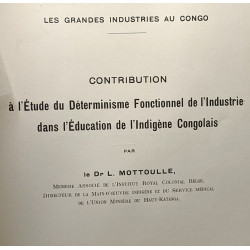 LES GRANDES INDUSTRIES AU CONGO
CONTRIBUTION
à l'Étude du Déterminisme Fonctionnel de l'Industrie
dans l'Éducation de l'Indigène Congolais
PAR
le Dr L. MOTTOULLE,
MEMBRE ASSOCIÉ DE L'INSTITUT ROYAL COLONIAL BELGE,
DIRECTEUR DE LA MAIN-D'ŒUVRE INDIGÈNE ET DU SERVICE MÉDICAL
DE L'UNION MINIÈRE DU HAUT-KATANGA.